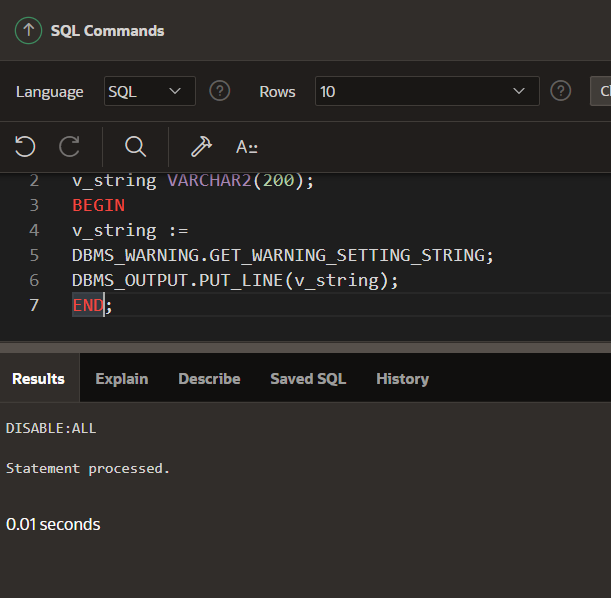 SQL Commands
Language SQL Rows 10
A::
2 v_string VARCHAR2(200);
3 BEGIN
4 v_string :=
5 DBMS_WARNING.GET_WARNING_SETTING_STRING;
6 DBMS_OUTPUT.PUT_LINE(v_string);
7 END;
Results Explain Describe Saved SQL History
DISABLE:ALL
Statement processed.
0.01 seconds